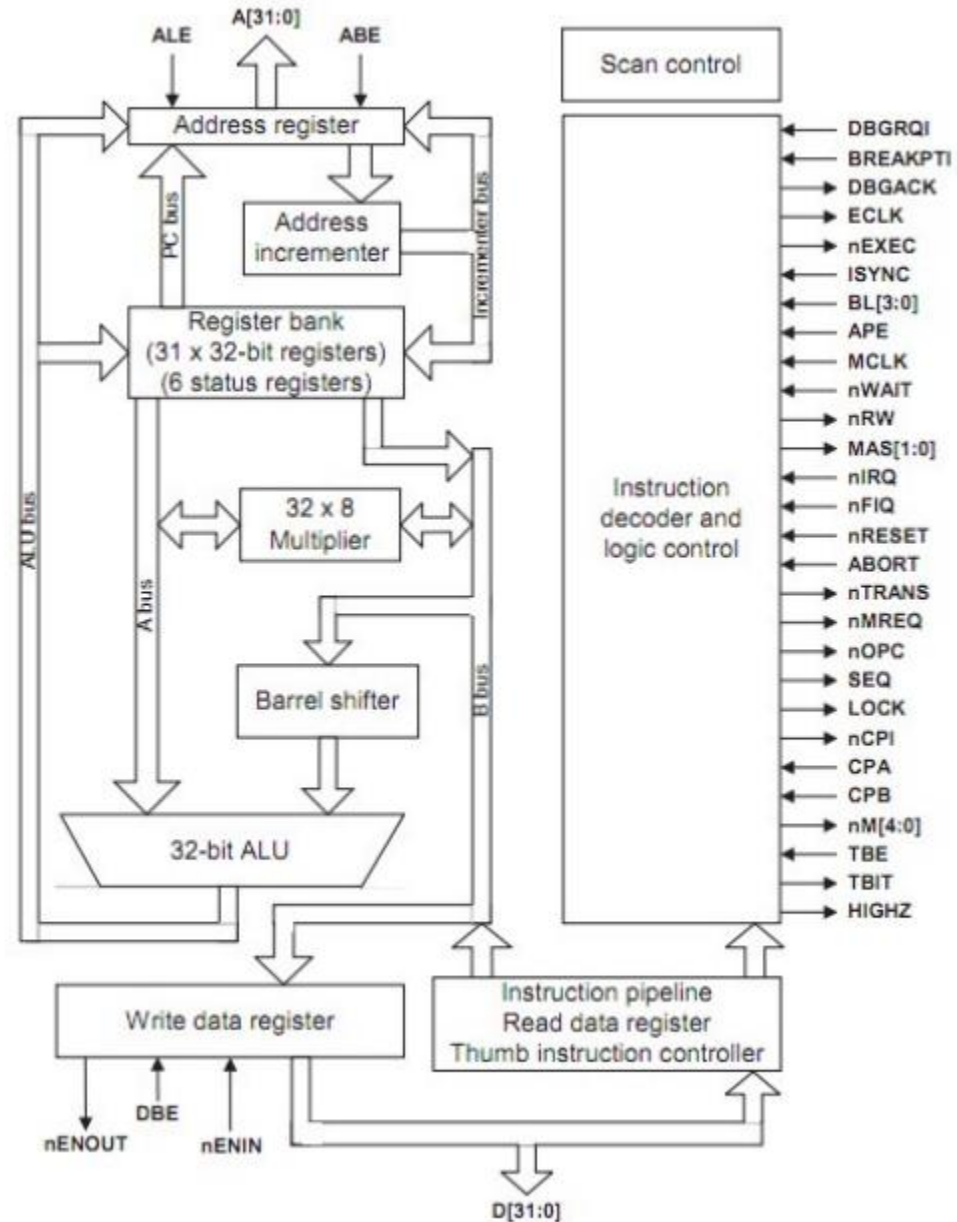 A[31:0]
ALE
ABE
Address register
Address
incrementer
PC bus
Incrementer bus
Register bank
(31 x 32-bit registers)
(6 status registers)
ALU bus
32 x 8
Multiplier
A bus
B bus
Barrel shifter
32-bit ALU
Write data register
nENOUT
DBE
nENIN
Instruction pipeline
Read data register
Thumb instruction controller
D[31:0]
Scan control
Instruction
decoder and
logic control
DBGRQI
BREAKPTI
DBGACK
ECLK
nEXEC
ISYNC
BL[3:0]
APE
MCLK
nWAIT
nRW
MAS[1:0]
nIRQ
nFIQ
nRESET
ABORT
nTRANS
nMREQ
nOPC
SEQ
LOCK
nCPI
CPA
CPB
nM[4:0]
TBE
TBIT
HIGHZ